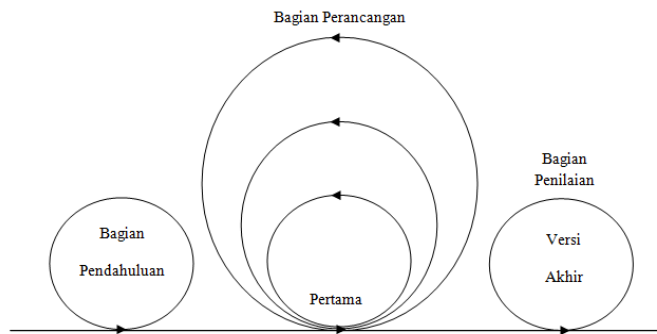 Bagian Perancangan
Bagian
Pendahuluan
Pertama
Bagian
Penilaian
Versi
Akhir